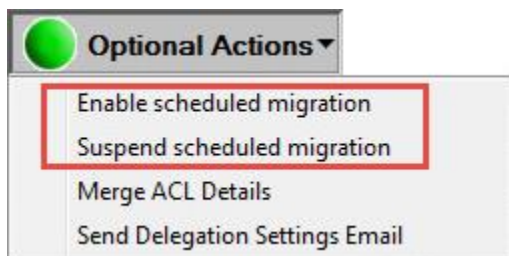 Optional Actions
Enable scheduled migration
Suspend scheduled migration
Merge ACL Details
Send Delegation Settings Email